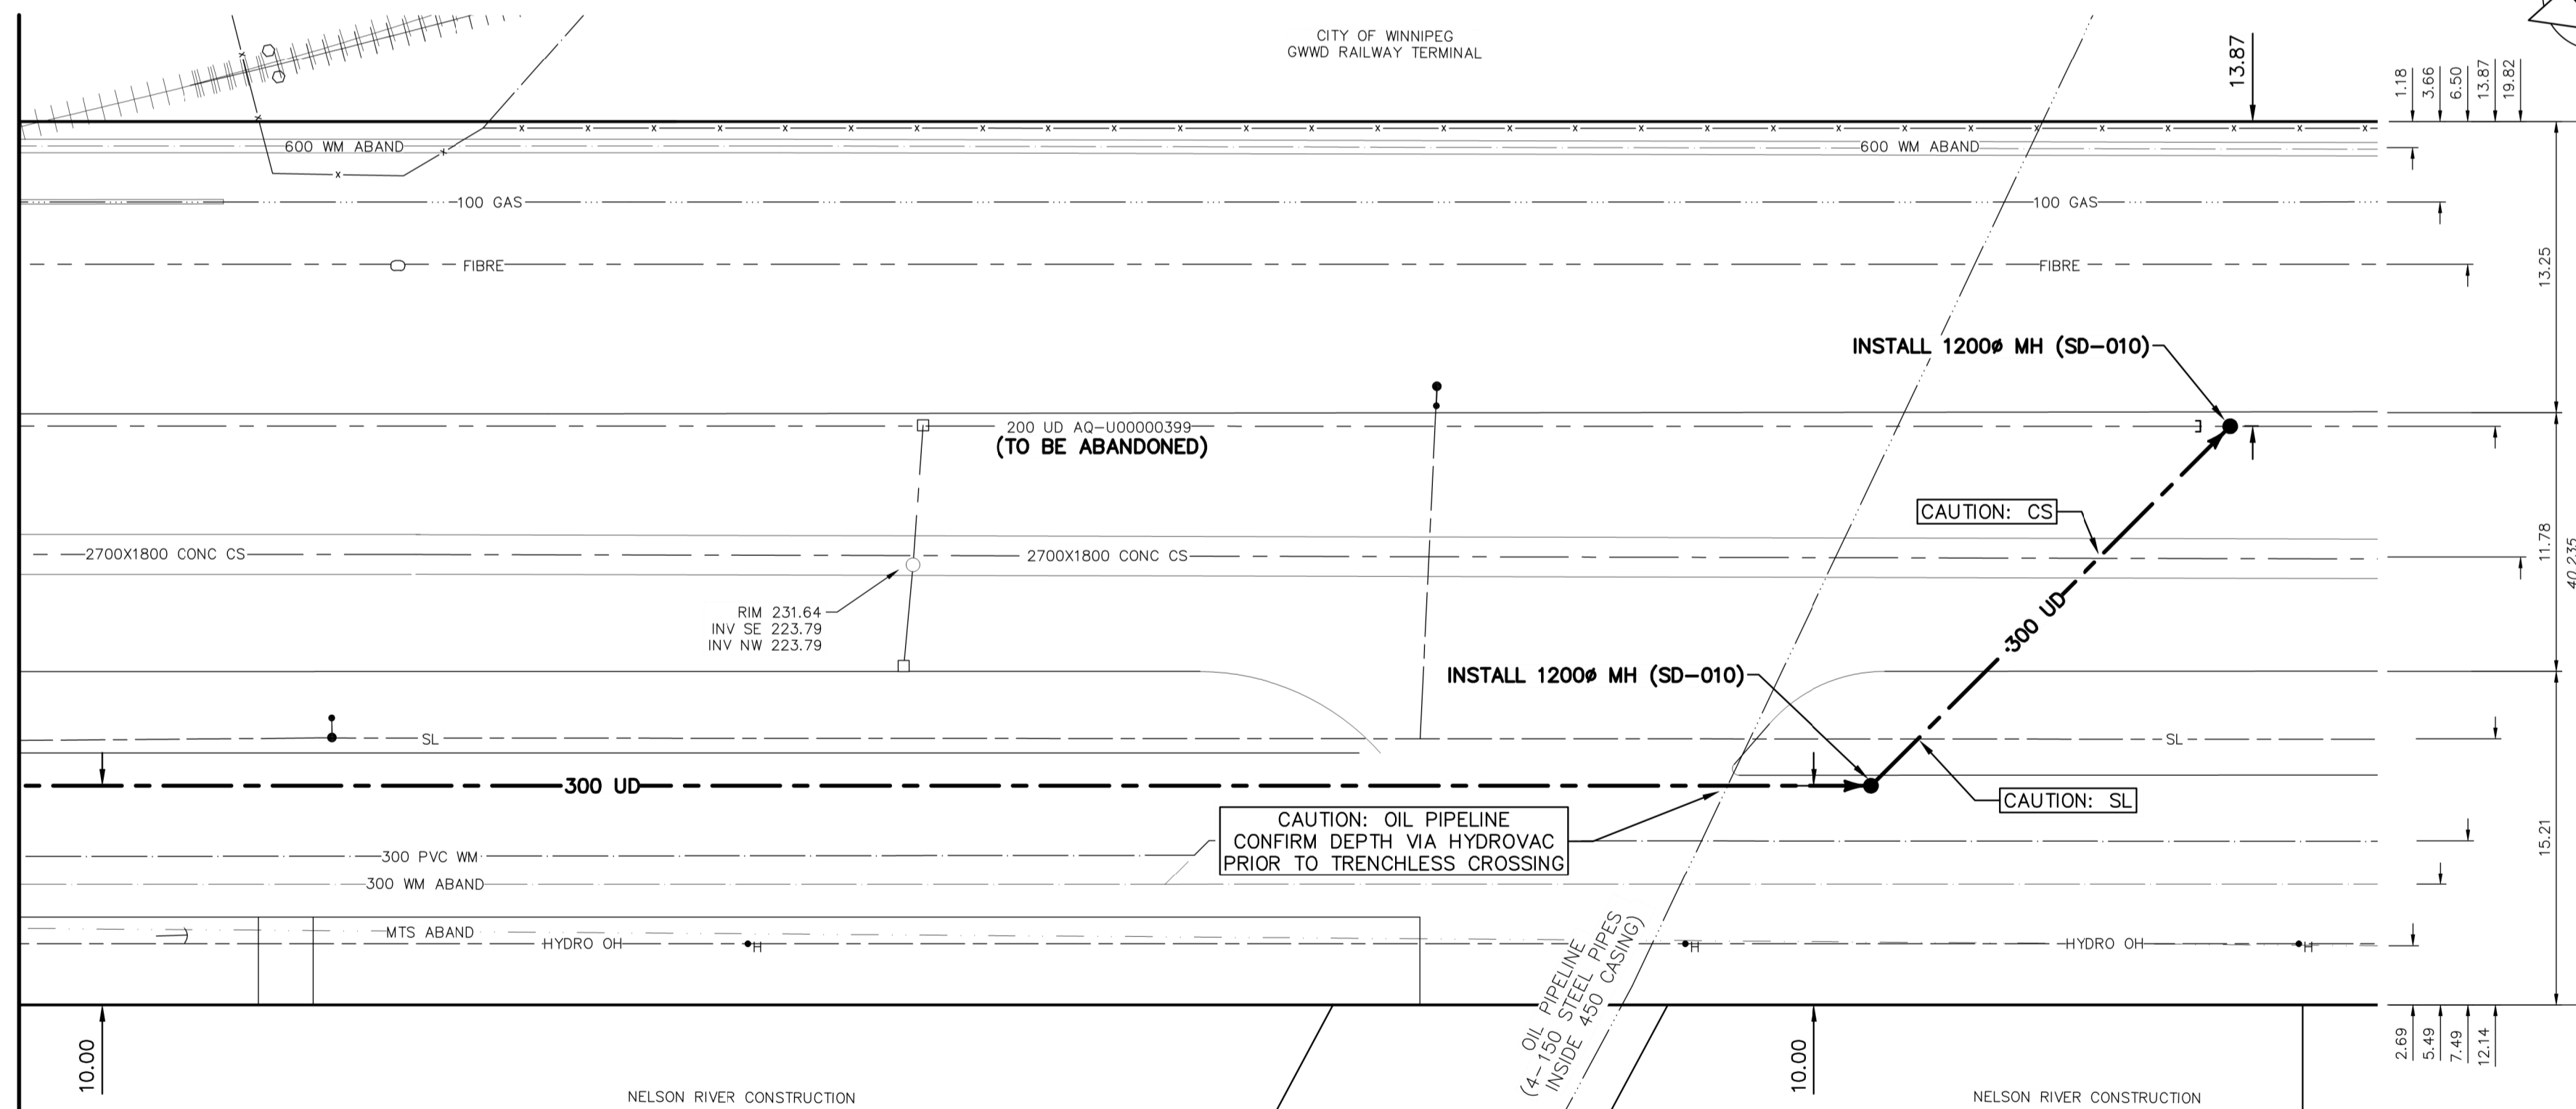 CITY OF WINNIPEG
GWWD RAILWAY TERMINAL
13.87
1.18
3.66
6.50
13.87
19.82
600 WM ABAND
600 WM ABAND
100 GAS
100 GAS
FIBRE
FIBRE
13.25
INSTALL 1200ø MH (SD-010)
200 UD AQ-U00000399
(TO BE ABANDONED)
CAUTION: CS
2700X1800 CONC CS
2700X1800 CONC CS
11.78
40.235
RIM 231.64
INV SE 223.79
INV NW 223.79
300 UD
INSTALL 1200ø MH (SD-010)
SL
SL
300 UD
CAUTION: SL
CAUTION: OIL PIPELINE
CONFIRM DEPTH VIA HYDROVAC
PRIOR TO TRENCHLESS CROSSING
15.21
300 PVC WM
300 WM ABAND
MTS ABAND
HYDRO OH
H
H
HYDRO OH
H
OIL PIPELINE
(4-150 STEEL PIPES
INSIDE 450 CASING)
10.00
10.00
2.69
5.49
7.49
12.14
NELSON RIVER CONSTRUCTION
NELSON RIVER CONSTRUCTION